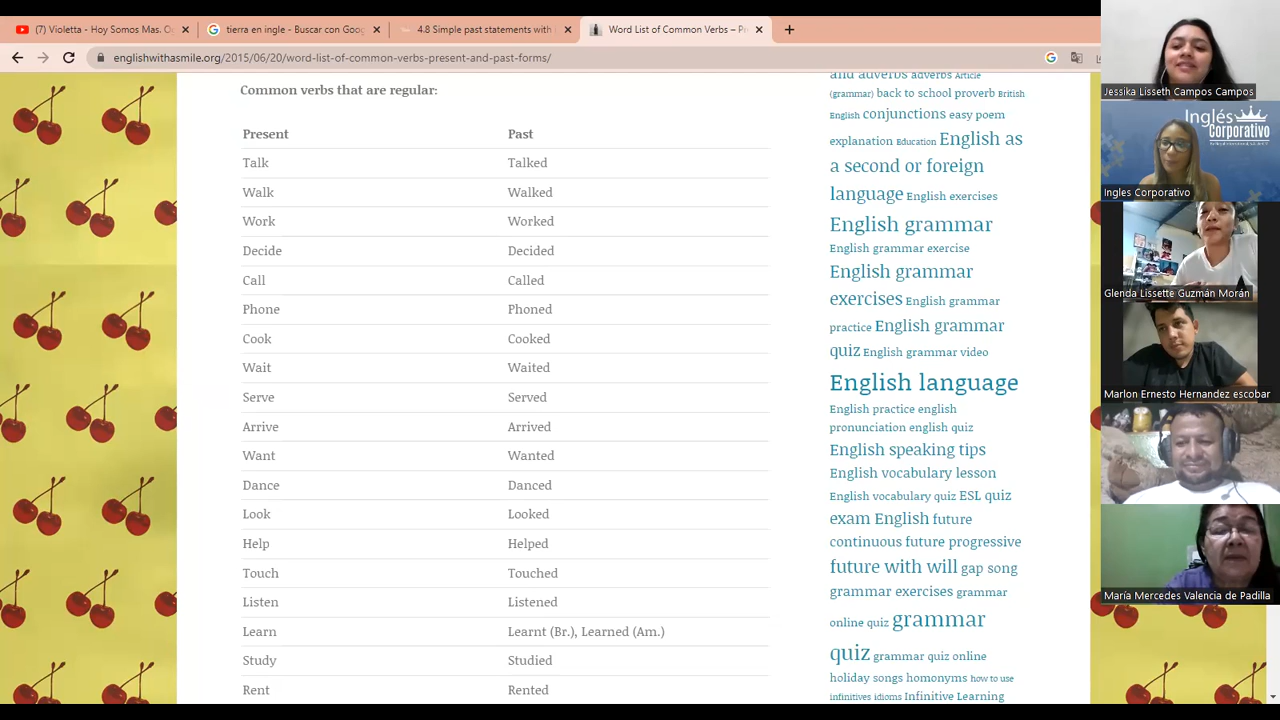 (7) Violetta - Hoy Somos Mas. O
tierra en ingle - Buscar con Goog
4.8 Simple past statements with
Word List of Common Verbs – Pr
enlishwithasmile.org/2015/06/20/word-list-of-common-verbs-present-and-past-forms/
Common verbs that are regular:
Present Past
Talk Talked
Walk Walked
Work Worked
Decide Decided
Call Called
Phone Phoned
Cook Cooked
Wait Waited
Serve Served
Arrive Arrived
Want Wanted
Dance Danced
Look Looked
Help Helped
Touch Touched
Listen Listened
Learn Learnt (Br.), Learned (Am.)
Study Studied
Rent Rented
and adverbs adverbs Article
(grammar) back to school proverb British
English conjunctions easy poem
explanation Education English as
a second or foreign
language English exercises
English grammar
English grammar exercise
English grammar
exercises English grammar
practice English grammar
quiz English grammar video
English language
English practice english
pronunciation english quiz
English speaking tips
English vocabulary lesson
English vocabulary quiz ESL quiz
exam English future
continuous future progressive
future with will gap song
grammar exercises grammar
online quiz grammar
quiz grammar quiz online
holiday songs homonyms how to use
infinitives idioms Infinitive Learning
Jessika Lisseth Campos Campos
Inglés
Corporativo
Ingles Corporativo
Glenda Lissette Guzmán Morán
Marlon Ernesto Hernandez escobar
María Mercedes Valencia de Padilla